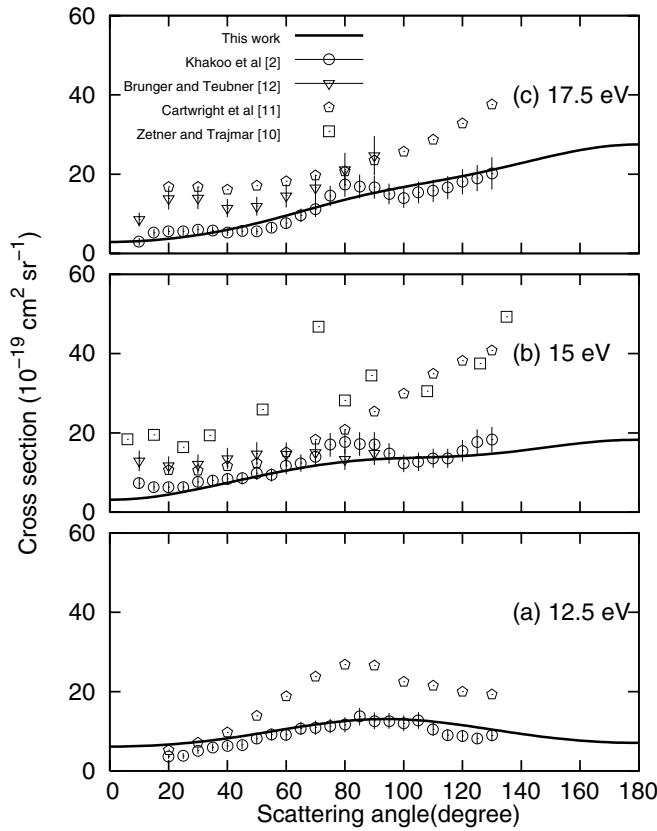 60
40
20
0
This work
Khakoo et al [2]
Brunger and Teubner [12]
Cartwright et al [11]
Zetner and Trajmar [10]
(c) 17.5 eV
60
40
20
0
(b) 15 eV
Cross section (10⁻¹⁹ cm² sr⁻¹)
60
40
20
0
(a) 12.5 eV
0 20 40 60 80 100 120 140 160 180
Scattering angle(degree)